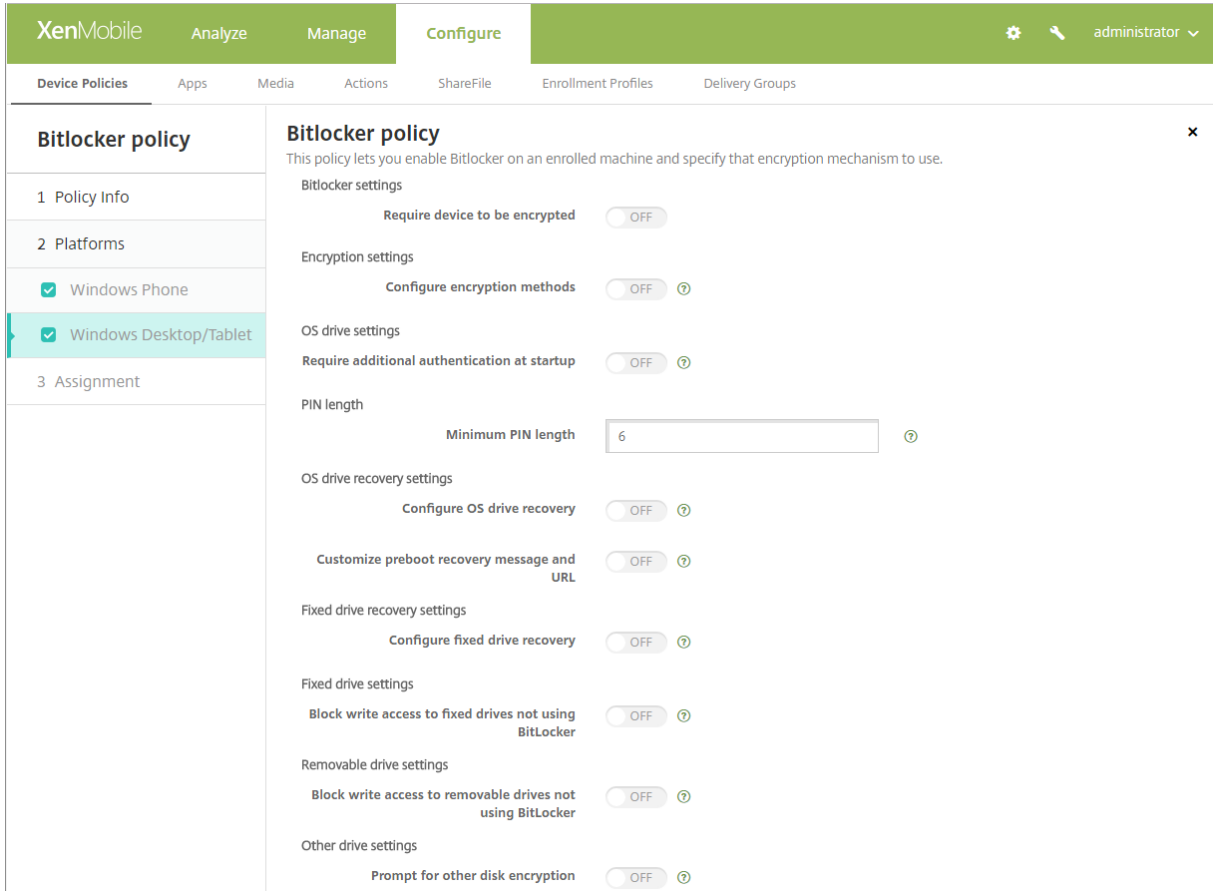 XenMobile Analyze Manage Configure administrator
Device Policies Apps Media Actions ShareFile Enrollment Profiles Delivery Groups
Bitlocker policy
1 Policy Info
2 Platforms
Windows Phone
Windows Desktop/Tablet
3 Assignment
Bitlocker policy
This policy lets you enable Bitlocker on an enrolled machine and specify that encryption mechanism to use.
Bitlocker settings
Require device to be encrypted OFF
Encryption settings
Configure encryption methods OFF ?
OS drive settings
Require additional authentication at startup OFF ?
PIN length
Minimum PIN length 6 ?
OS drive recovery settings
Configure OS drive recovery OFF ?
Customize preboot recovery message and OFF ?
URL
Fixed drive recovery settings
Configure fixed drive recovery OFF ?
Fixed drive settings
Block write access to fixed drives not using OFF ?
BitLocker
Removable drive settings
Block write access to removable drives not OFF ?
using BitLocker
Other drive settings
Prompt for other disk encryption OFF ?